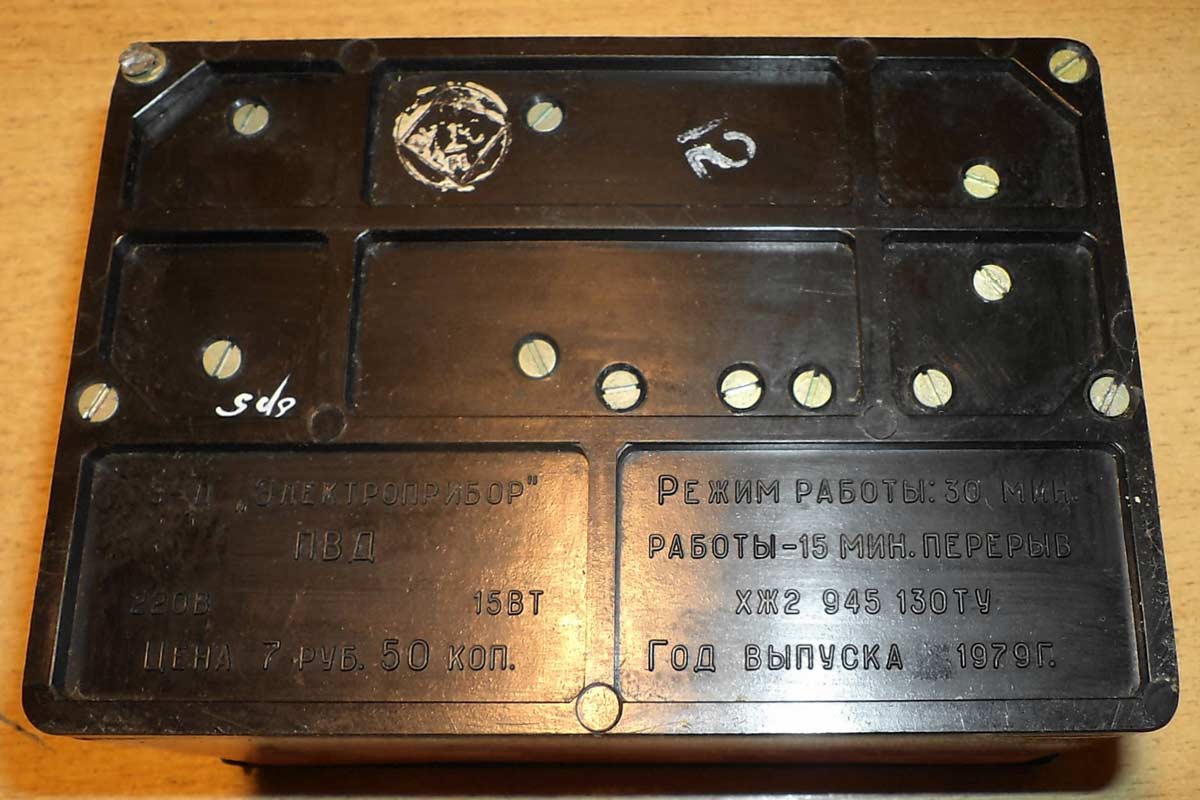 12
З-Д „ЭЛЕКТРОПРИБОР"
ПВД
220В 15ВТ
ЦЕНА 7 РУБ. 50 КОП.
РЕЖИМ РАБОТЫ: 30 МИН.
РАБОТЫ-15 МИН. ПЕРЕРЫВ
ХЖ2 945 130ТУ
ГОД ВЫПУСКА 1979Г.